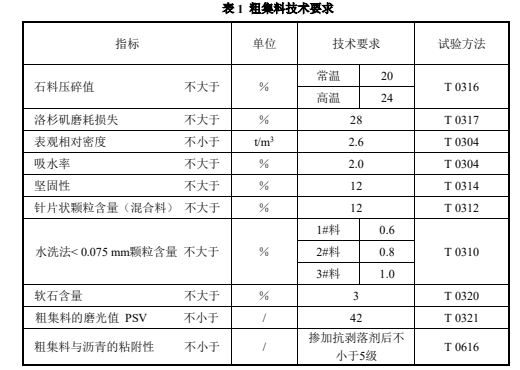 表 1 粗集料技术要求
指标 单位 技术要求 试验方法
石料压碎值 不大于 % 常温 20 T 0316
高温 24
洛杉矶磨耗损失 不大于 % 28 T 0317
表观相对密度 不小于 t/m³ 2.6 T 0304
吸水率 不大于 % 2.0 T 0304
坚固性 不大于 % 12 T 0314
针片状颗粒含量（混合料） 不大于 % 12 T 0312
水洗法< 0.075 mm颗粒含量 不大于 % 1#料 0.6 T 0310
2#料 0.8
3#料 1.0
软石含量 不大于 % 3 T 0320
粗集料的磨光值 PSV 不小于 / 42 T 0321
粗集料与沥青的粘附性 不小于 / 掺加抗剥落剂后不 T 0616
小于5级